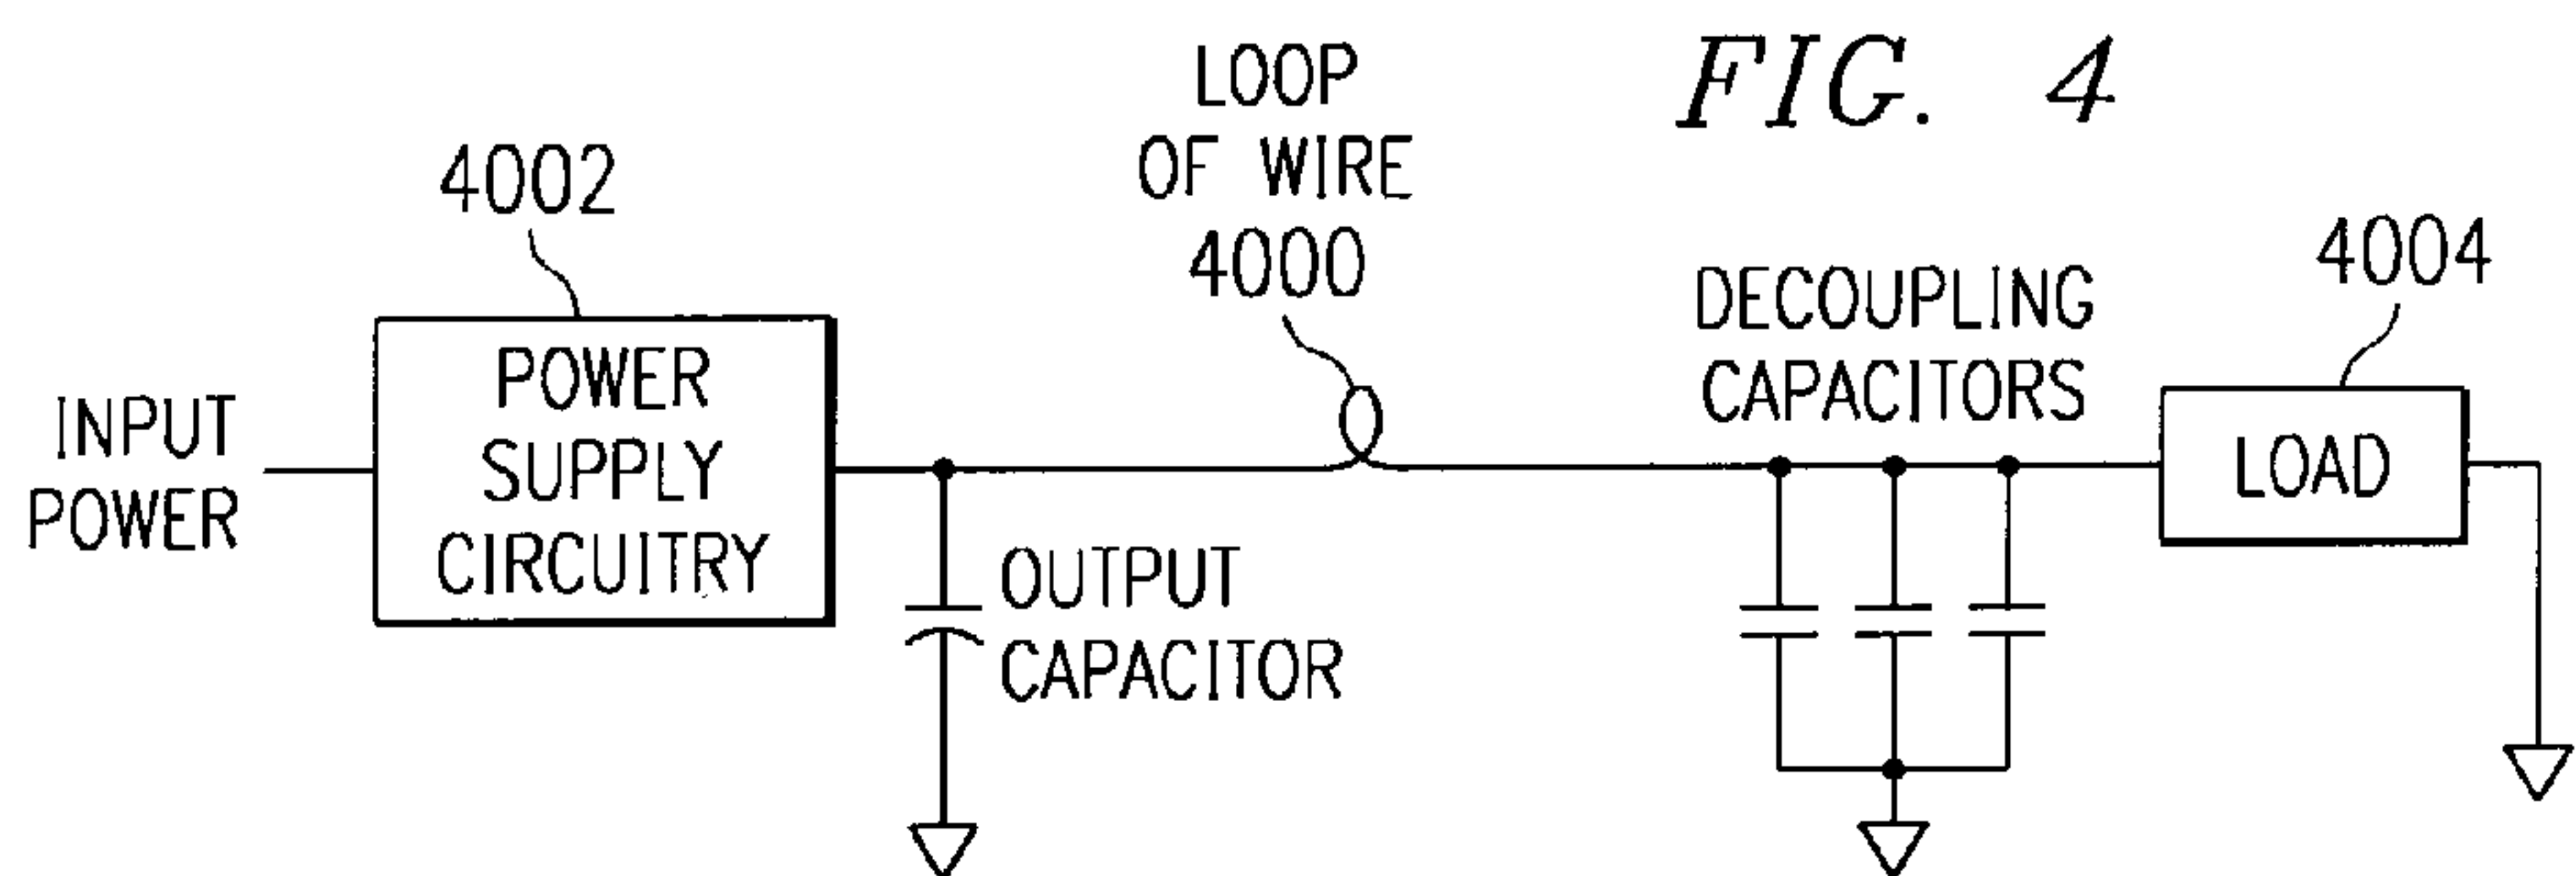 FIG. 4
LOOP
OF WIRE
4000
4002
4004
INPUT
POWER
POWER
SUPPLY
CIRCUITRY
OUTPUT
CAPACITOR
DECOUPLING
CAPACITORS
LOAD